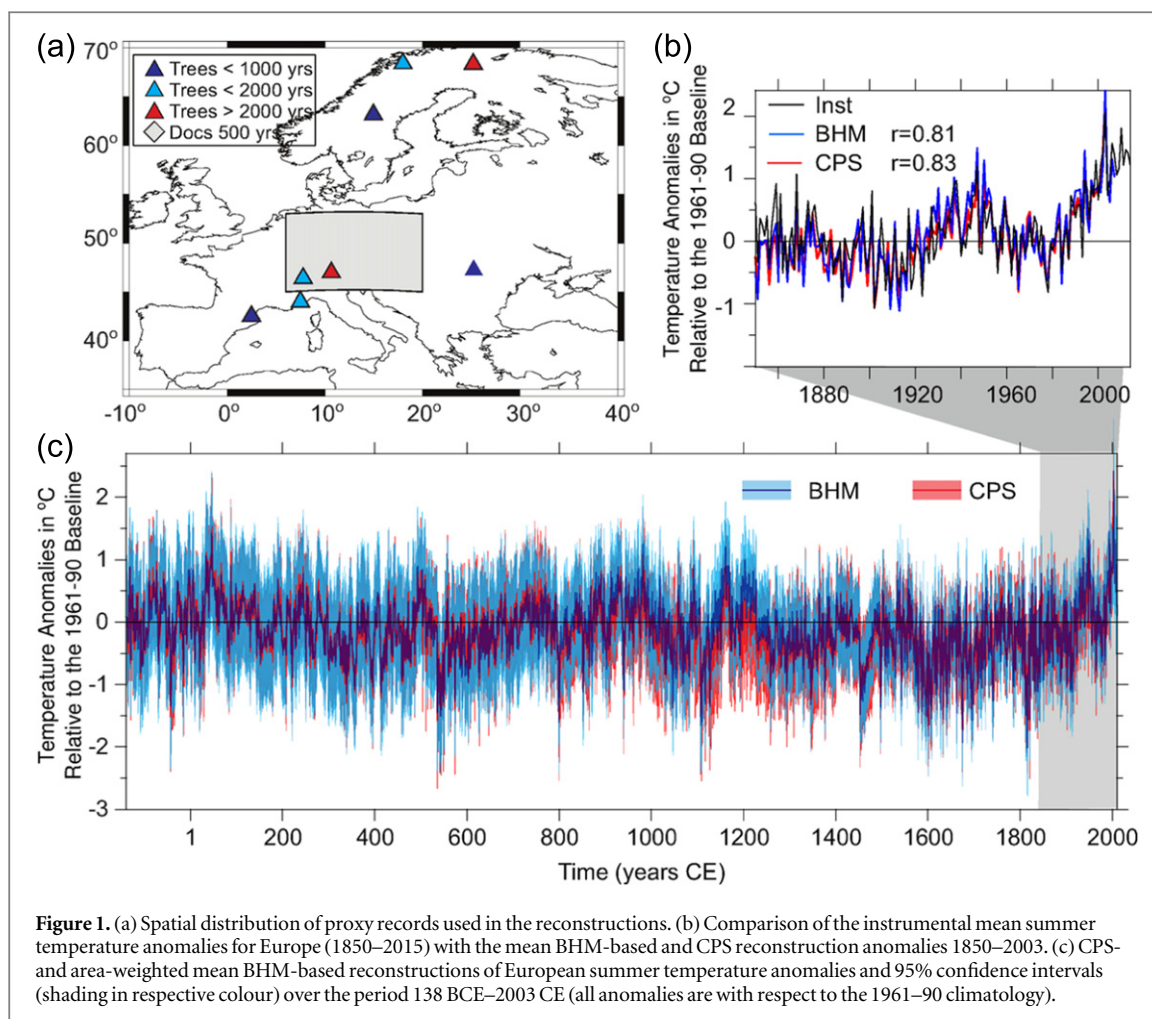 (a)
70°
60°
50°
40°
-10°
0°
10°
20°
30°
40°
Trees < 1000 yrs
Trees < 2000 yrs
Trees > 2000 yrs
Docs 500 yrs
(b)
Temperature Anomalies in °C
Relative to the 1961-90 Baseline
2
1
0
-1
Inst
BHM r=0.81
CPS r=0.83
1880
1920
1960
2000
(c)
Temperature Anomalies in °C
Relative to the 1961-90 Baseline
2
1
0
-1
-2
-3
BHM
CPS
1
200
400
600
800
1000
1200
1400
1600
1800
2000
Time (years CE)
Figure 1. (a) Spatial distribution of proxy records used in the reconstructions. (b) Comparison of the instrumental mean summer
temperature anomalies for Europe (1850–2015) with the mean BHM-based and CPS reconstruction anomalies 1850–2003. (c) CPS-
and area-weighted mean BHM-based reconstructions of European summer temperature anomalies and 95% confidence intervals
(shading in respective colour) over the period 138 BCE–2003 CE (all anomalies are with respect to the 1961–90 climatology).